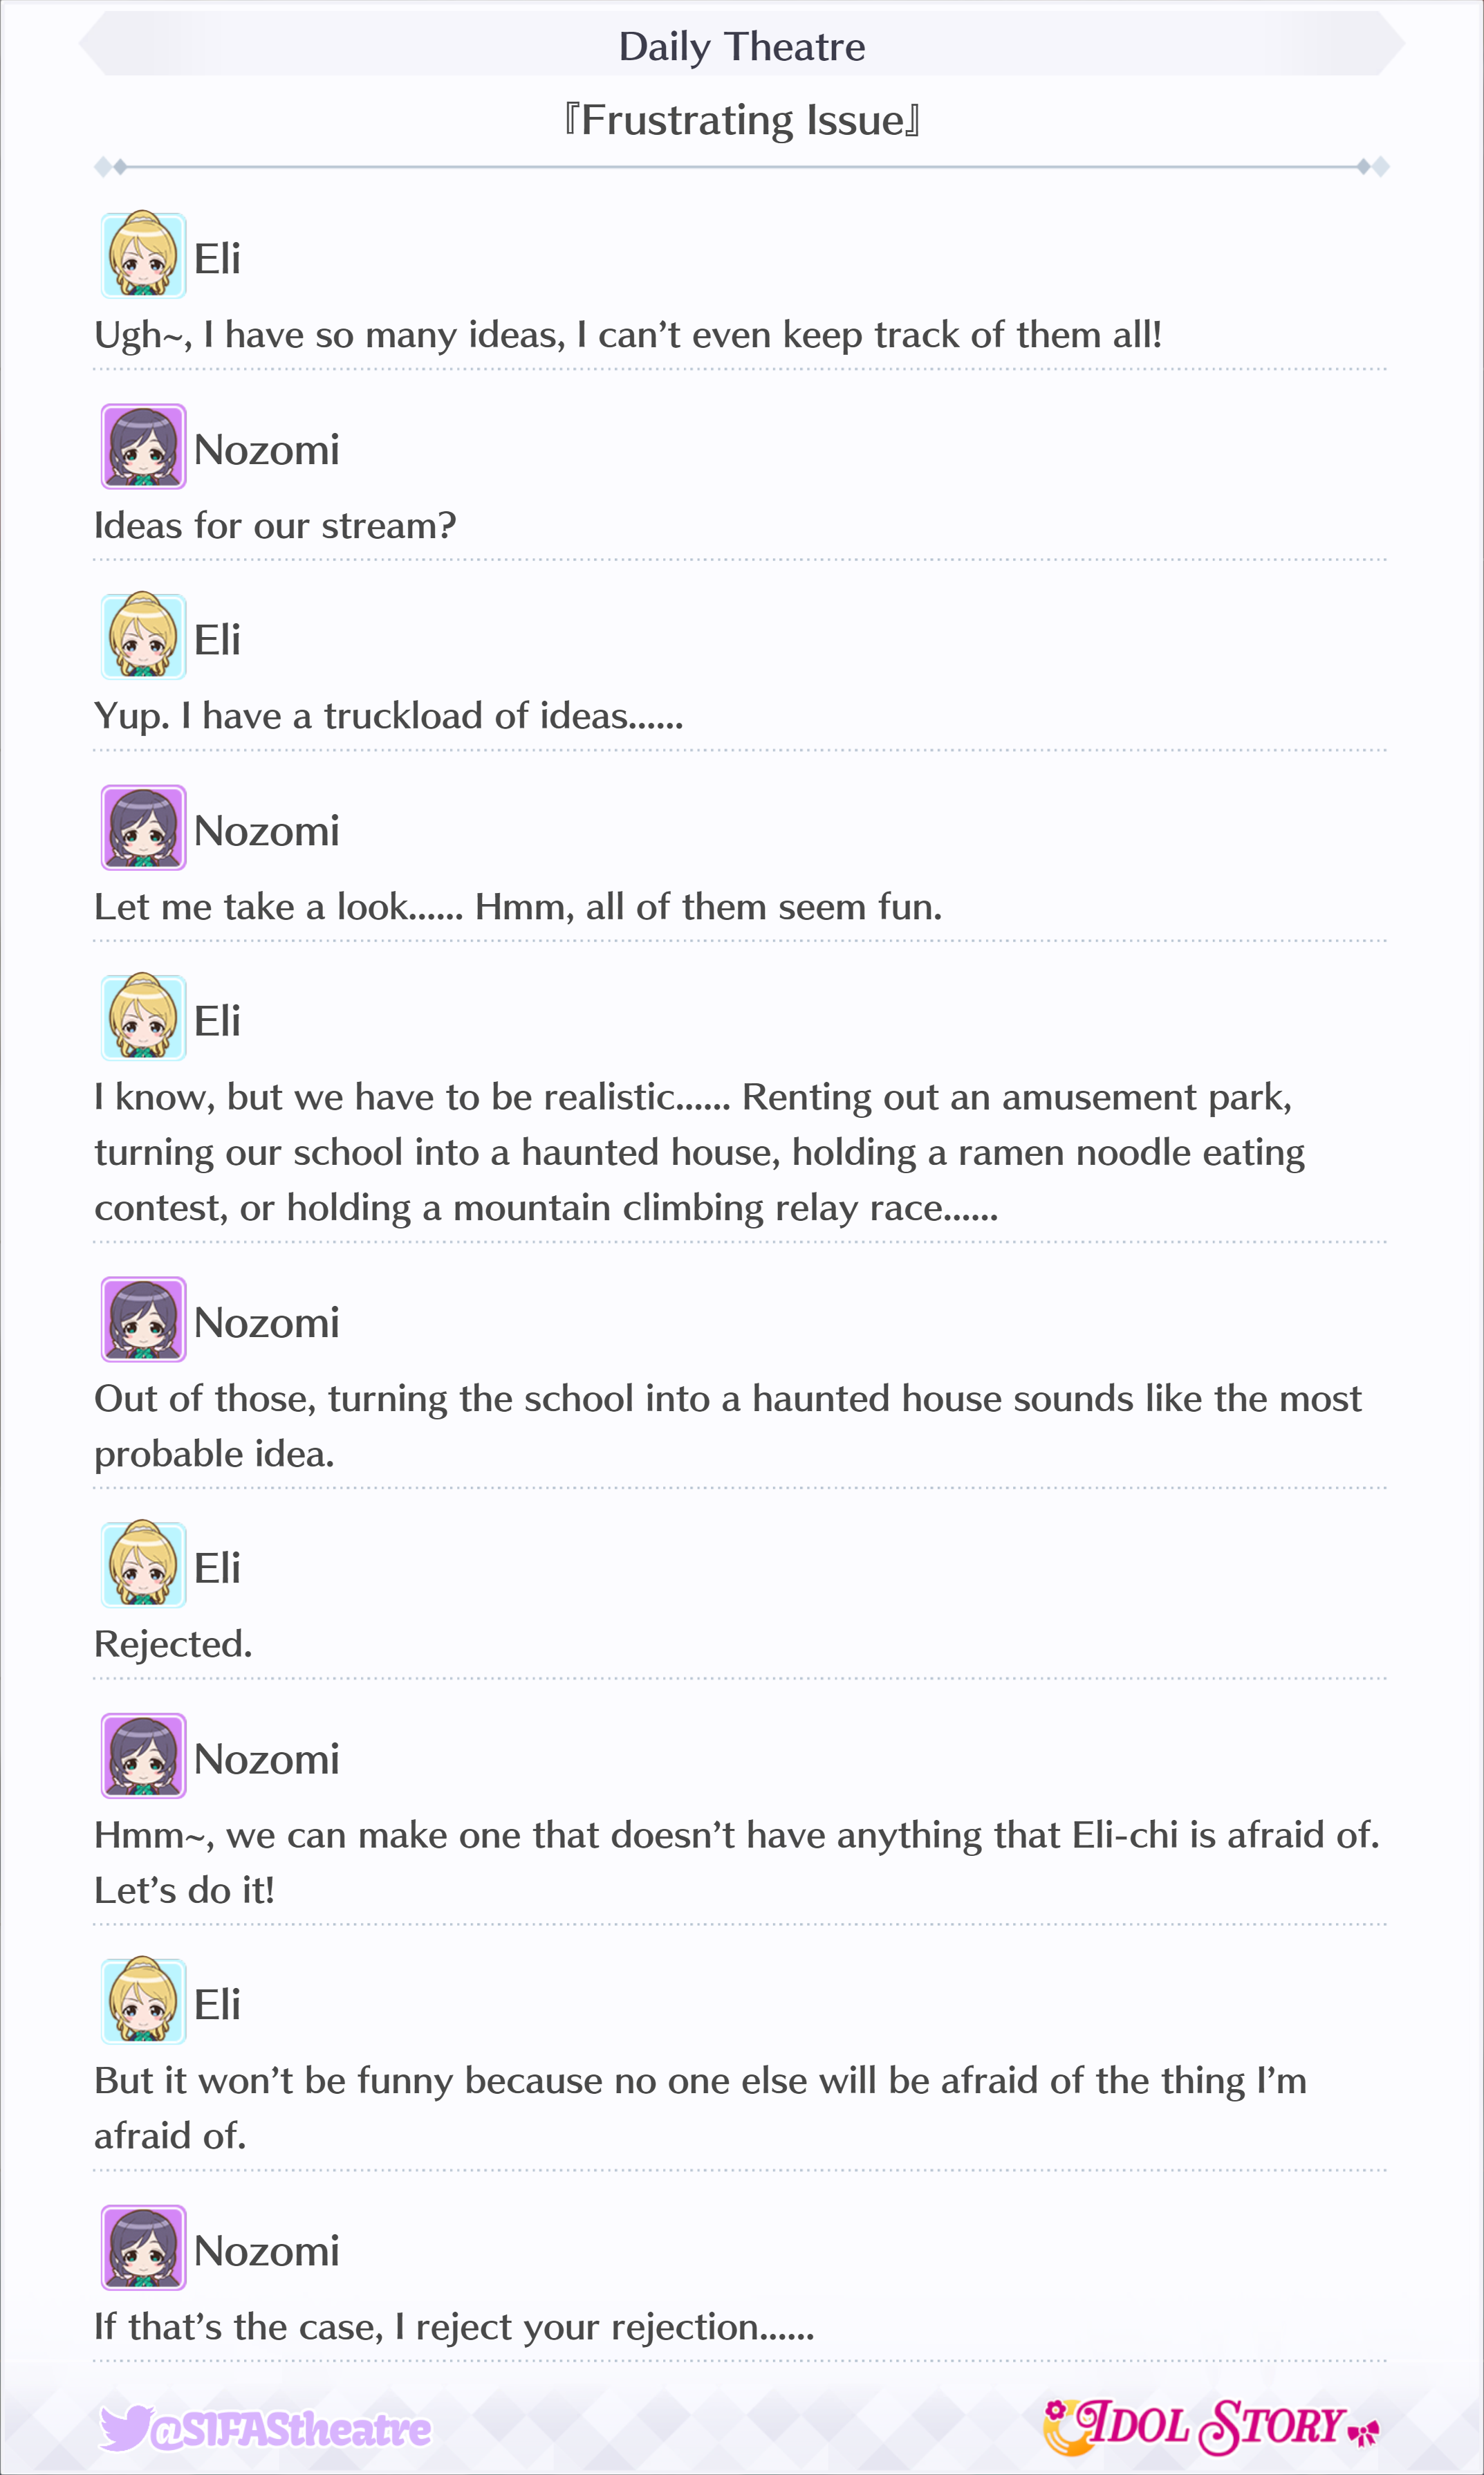 Daily Theatre
『Frustrating Issue』
Eli
Ugh~, I have so many ideas, I can’t even keep track of them all!
Nozomi
Ideas for our stream?
Eli
Yup. I have a truckload of ideas......
Nozomi
Let me take a look...... Hmm, all of them seem fun.
Eli
I know, but we have to be realistic...... Renting out an amusement park,
turning our school into a haunted house, holding a ramen noodle eating
contest, or holding a mountain climbing relay race......
Nozomi
Out of those, turning the school into a haunted house sounds like the most
probable idea.
Eli
Rejected.
Nozomi
Hmm~, we can make one that doesn’t have anything that Eli-chi is afraid of.
Let’s do it!
Eli
But it won’t be funny because no one else will be afraid of the thing I’m
afraid of.
Nozomi
If that’s the case, I reject your rejection......
@SIFAStheatre
IDOL STORY